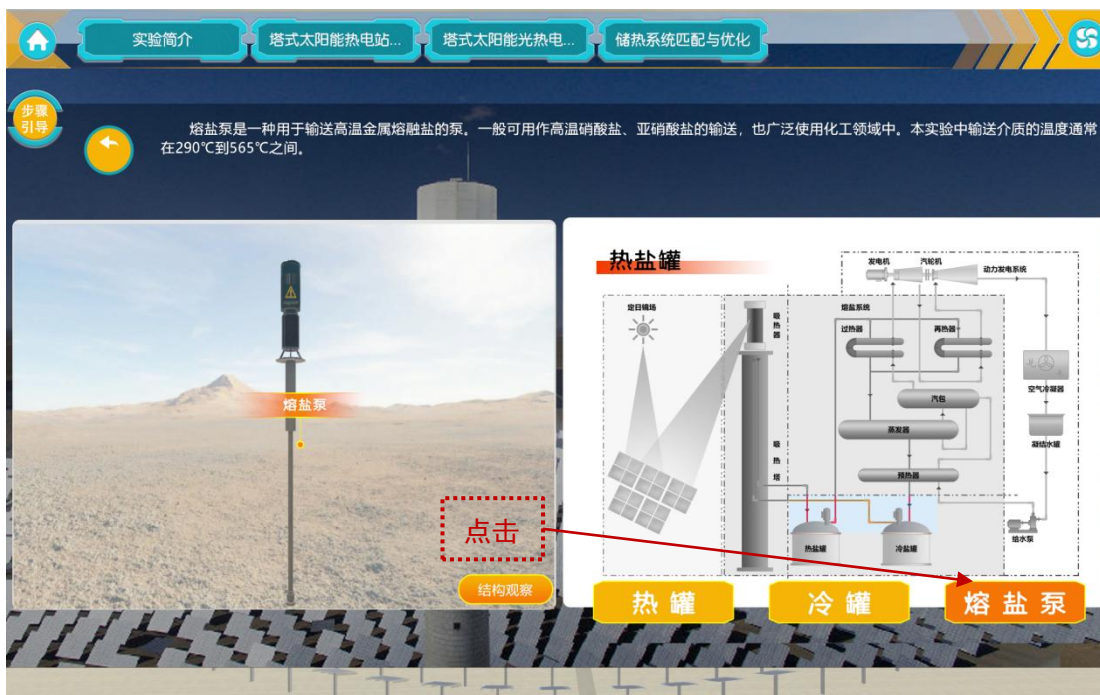 实验简介
塔式太阳能热电站...
塔式太阳能光热电...
储热系统匹配与优化
步骤
引导
熔盐泵是一种用于输送高温金属熔融盐的泵。一般可用作高温硝酸盐、亚硝酸盐的输送，也广泛使用化工领域中。本实验中输送介质的温度通常
在290℃到565℃之间。
熔盐泵
点击
结构观察
热盐罐
发电机
汽轮机
动力发电系统
定日镜场
吸热器
熔盐系统
过热器
再热器
空气冷凝器
汽包
蒸发器
凝结水罐
吸热塔
预热器
热盐罐
冷盐罐
给水泵
热罐
冷罐
熔盐泵